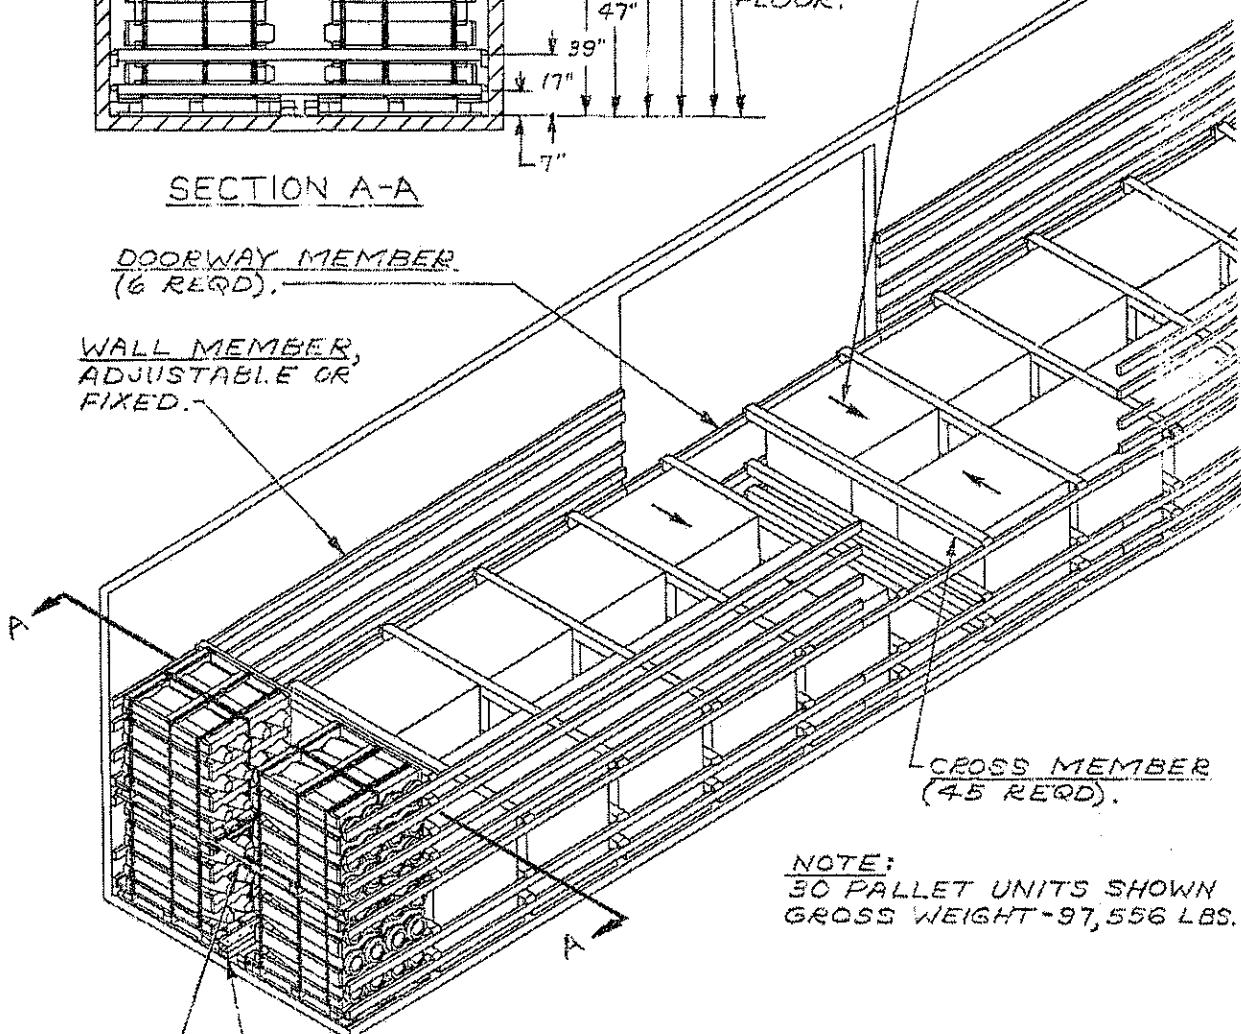 47"
FLOOR.
39"
17"
7"
SECTION A-A
DOORWAY MEMBER
(6 REQD).
WALL MEMBER,
ADJUSTABLE OR
FIXED.
A
A
CROSS MEMBER
(45 REQD).
NOTE:
30 PALLET UNITS SHOWN
GROSS WEIGHT-97,556 LBS.